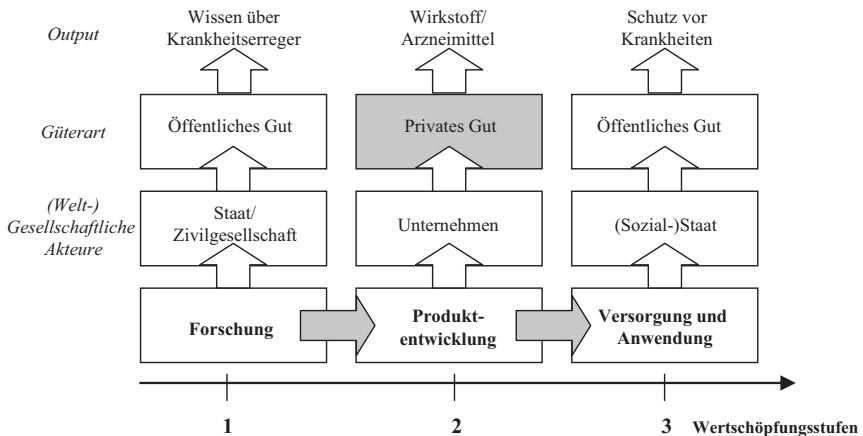 Output
Wissen über
Krankheitserreger
Wirkstoff/
Arzneimittel
Schutz vor
Krankheiten
Güterart
Öffentliches Gut
Privates Gut
Öffentliches Gut
(Welt-)
Gesellschaftliche
Akteure
Staat/
Zivilgesellschaft
Unternehmen
(Sozial-)Staat
Forschung
Produkt-
entwicklung
Versorgung und
Anwendung
1
2
3
Wertschöpfungsstufen